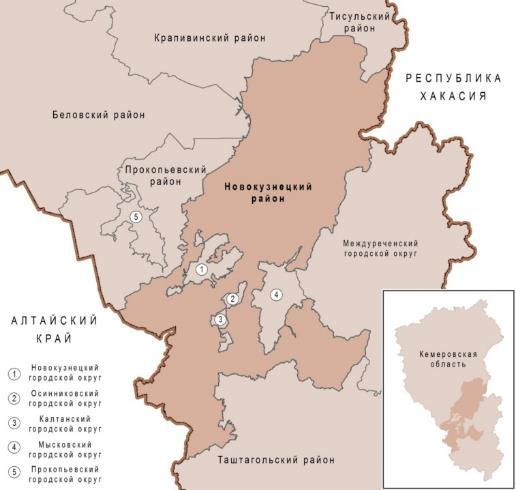 Тисульский
район
Крапивинский район
РЕСПУБЛИКА
ХАКАСИЯ
Беловский район
Прокопьевский
район
Новокузнецкий
район
5
Междуреченский
городской округ
1
2
4
3
АЛТАЙСКИЙ
КРАЙ
Кемеровская
область
1 Новокузнецкий
городской округ
2 Осинниковский
городской округ
3 Калтанский
городской округ
4 Мысковский
городской округ
5 Прокопьевский
городской округ
Таштагольский район